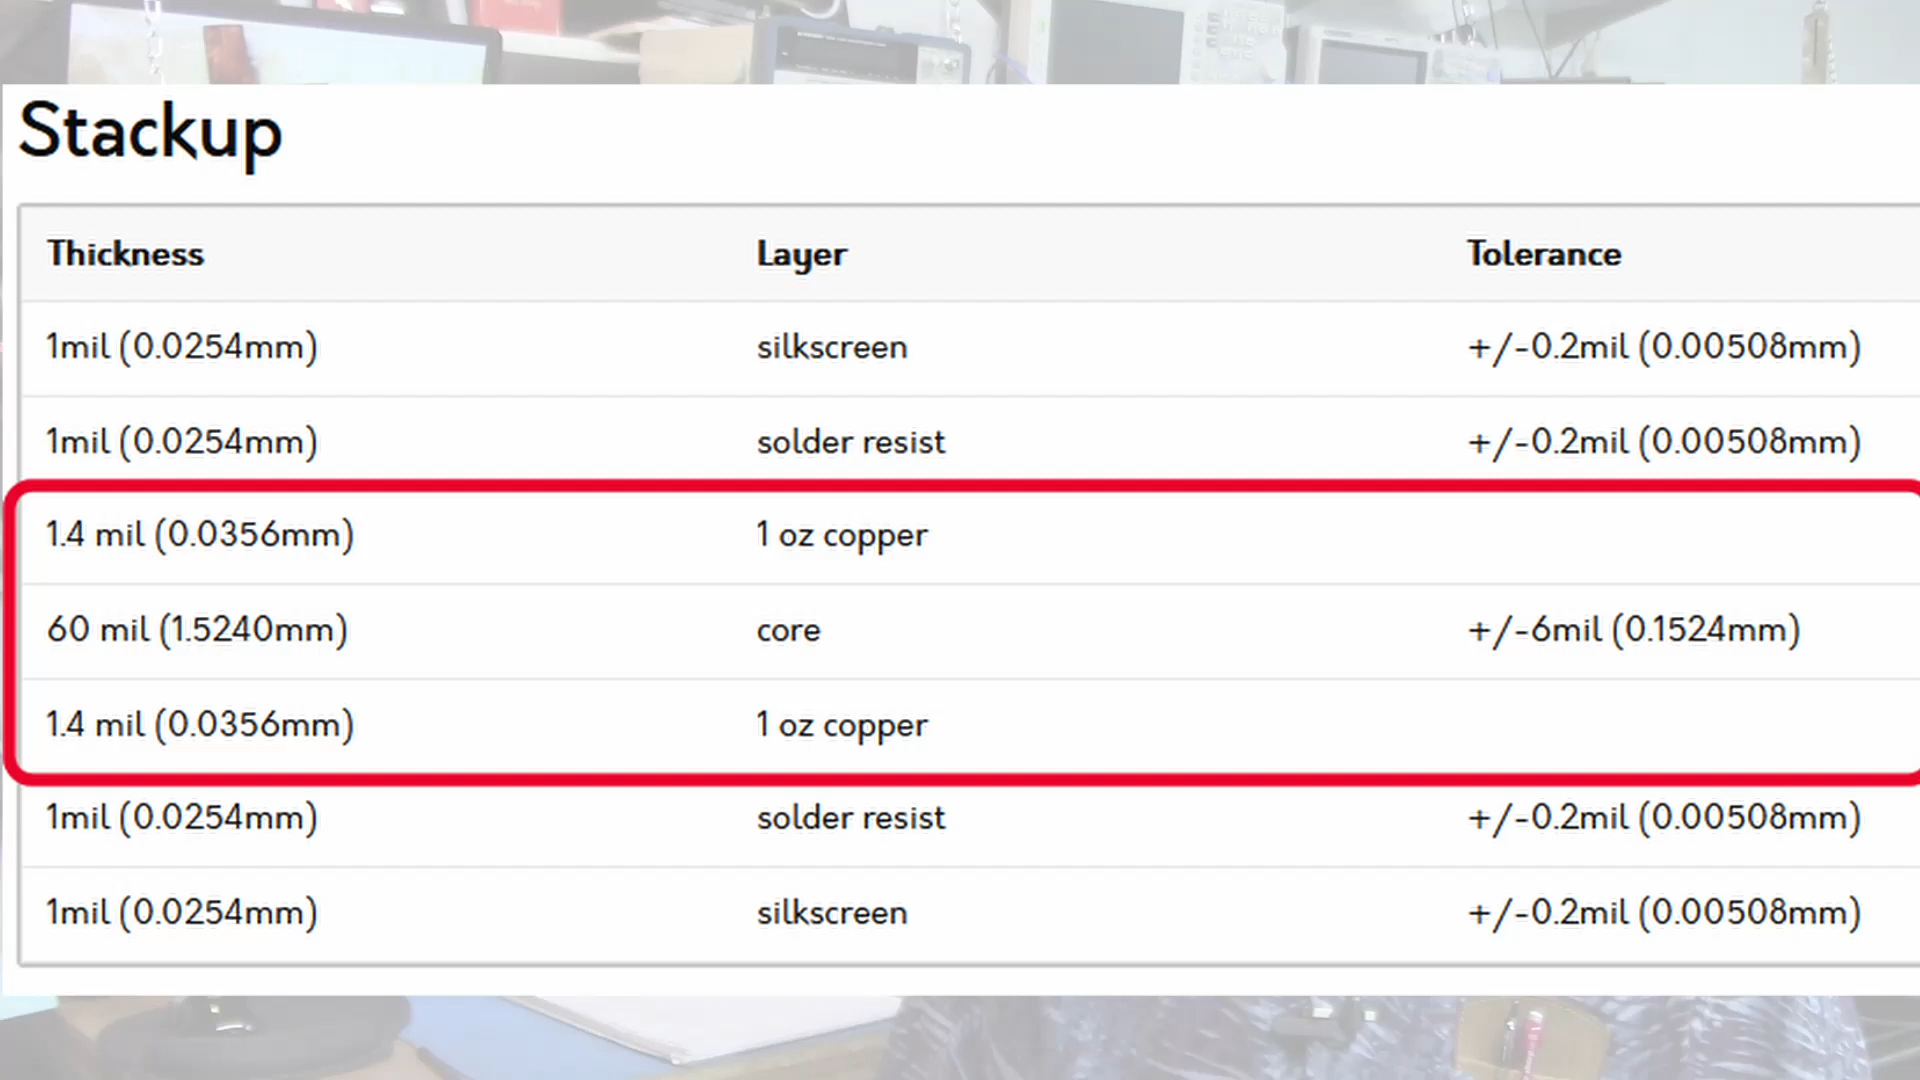 Stackup
Thickness Layer Tolerance
1mil (0.0254mm) silkscreen +/-0.2mil (0.00508mm)
1mil (0.0254mm) solder resist +/-0.2mil (0.00508mm)
1.4 mil (0.0356mm) 1 oz copper
60 mil (1.5240mm) core +/-6mil (0.1524mm)
1.4 mil (0.0356mm) 1 oz copper
1mil (0.0254mm) solder resist +/-0.2mil (0.00508mm)
1mil (0.0254mm) silkscreen +/-0.2mil (0.00508mm)